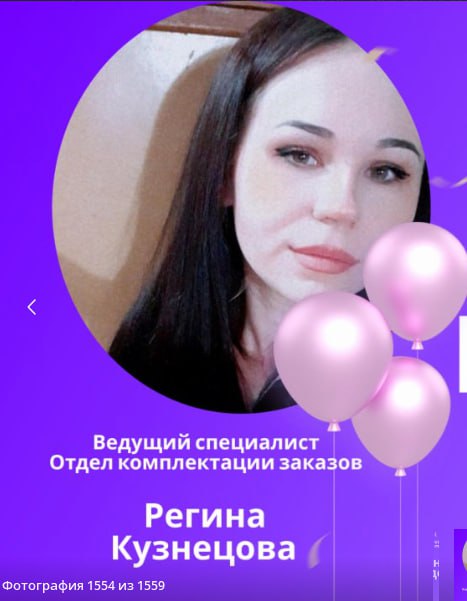 Ведущий специалист
Отдел комплектации заказов
Регина
Кузнецова
Фотография 1554 из 1559